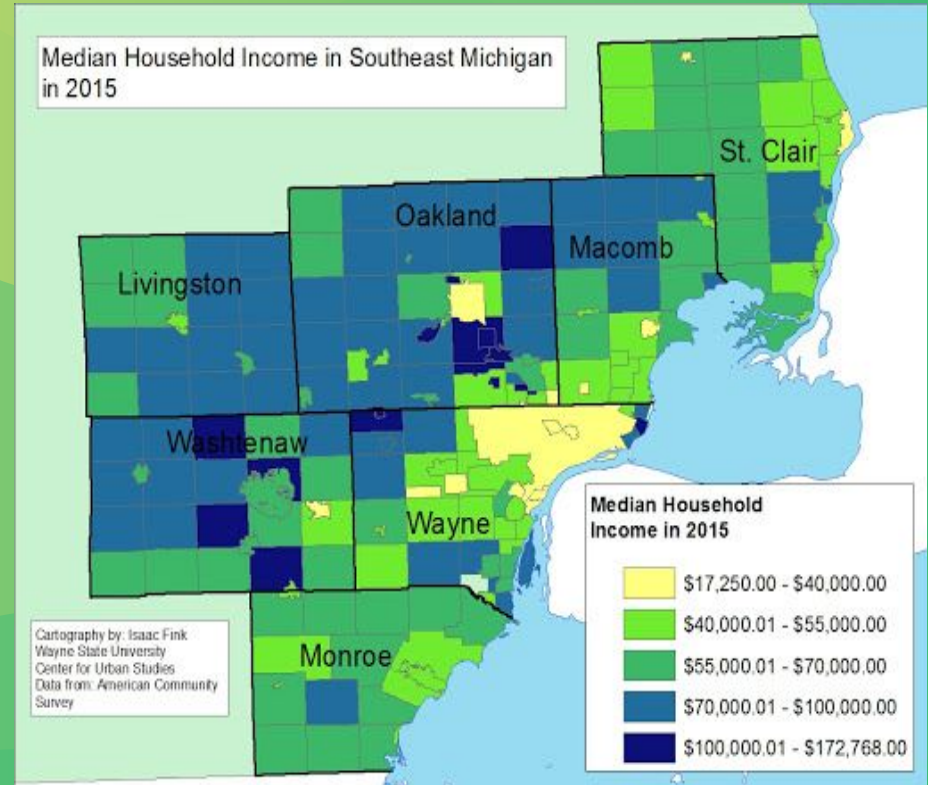 Median Household Income in Southeast Michigan
in 2015
St. Clair
Oakland
Macomb
Livingston
Washtenaw
Wayne
Monroe
Median Household
Income in 2015
$17,250.00 - $40,000.00
$40,000.01 - $55,000.00
$55,000.01 - $70,000.00
$70,000.01 - $100,000.00
$100,000.01 - $172,768.00
Cartography by: Isaac Fink
Wayne State University
Center for Urban Studies
Data from: American Community
Survey